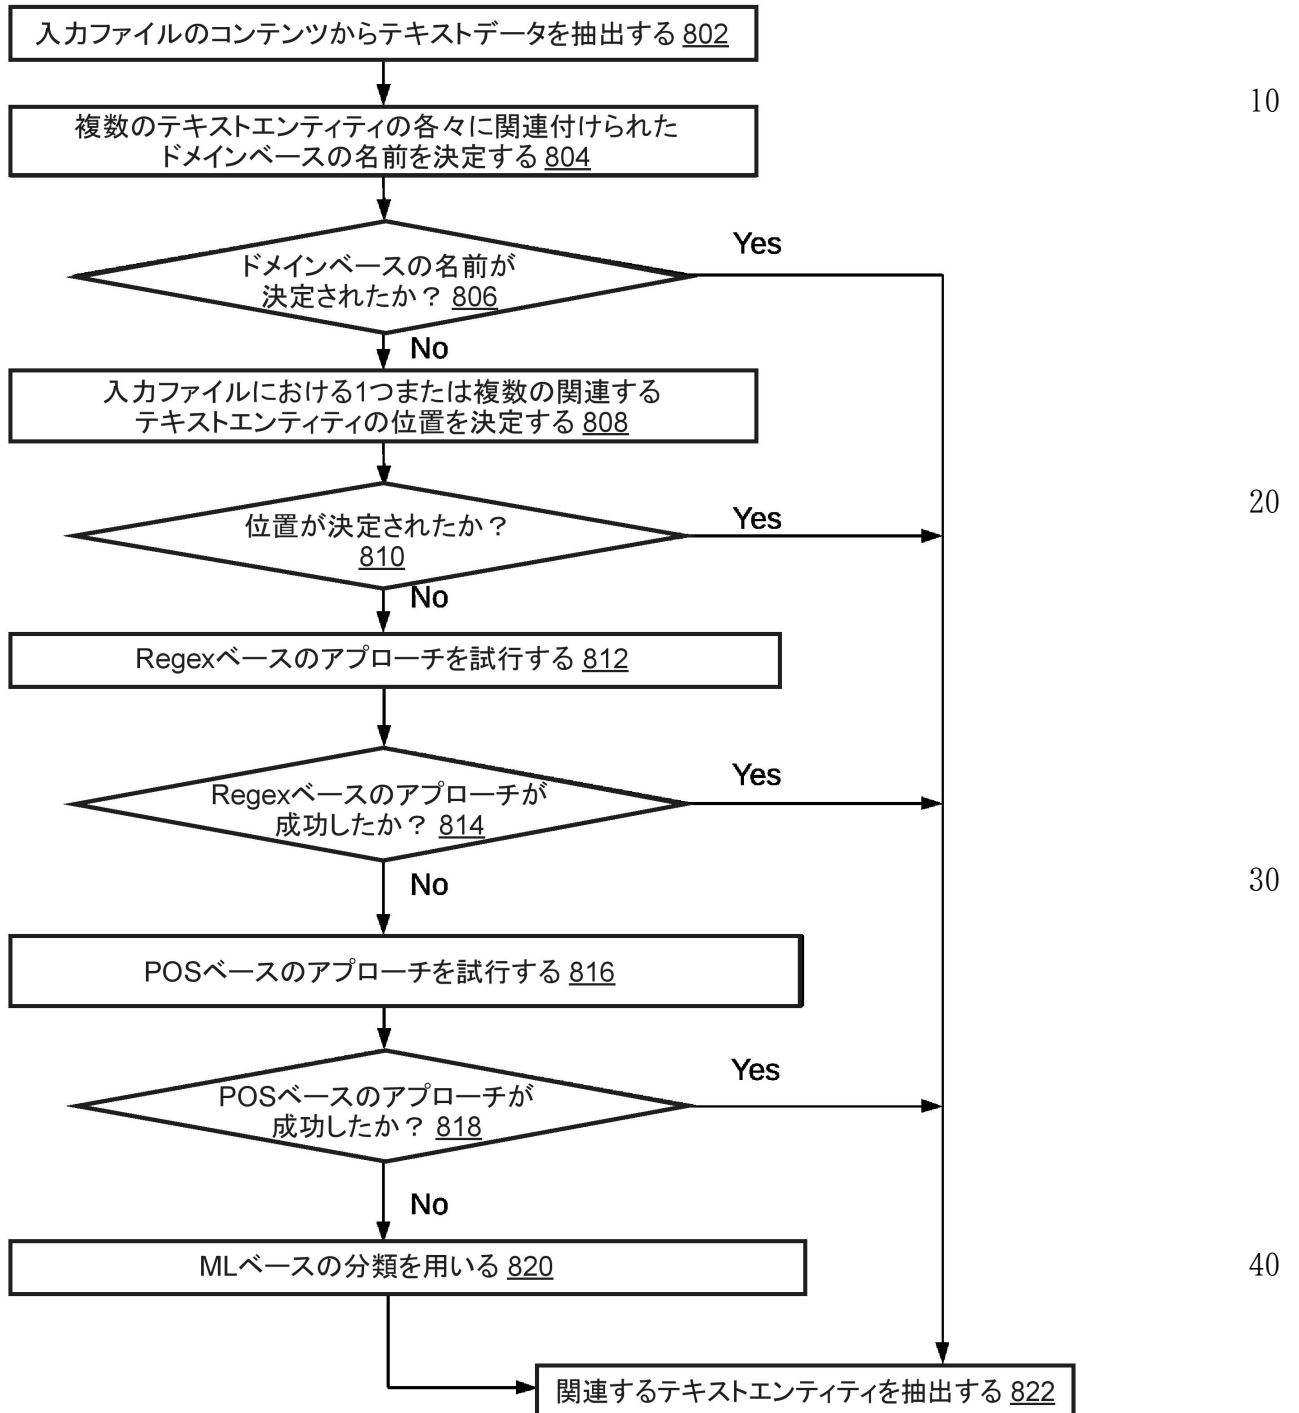 入力ファイルのコンテンツからテキストデータを抽出する 802
10
複数のテキストエンティティの各々に関連付けられた
ドメインベースの名前を決定する 804
Yes
ドメインベースの名前が
決定されたか？ 806
No
入力ファイルにおける1つまたは複数の関連する
テキストエンティティの位置を決定する 808
20
Yes
位置が決定されたか？
810
No
Regexベースのアプローチを試行する 812
Yes
Regexベースのアプローチが
成功したか？ 814
30
No
POSベースのアプローチを試行する 816
Yes
POSベースのアプローチが
成功したか？ 818
No
MLベースの分類を用いる 820
40
関連するテキストエンティティを抽出する 822